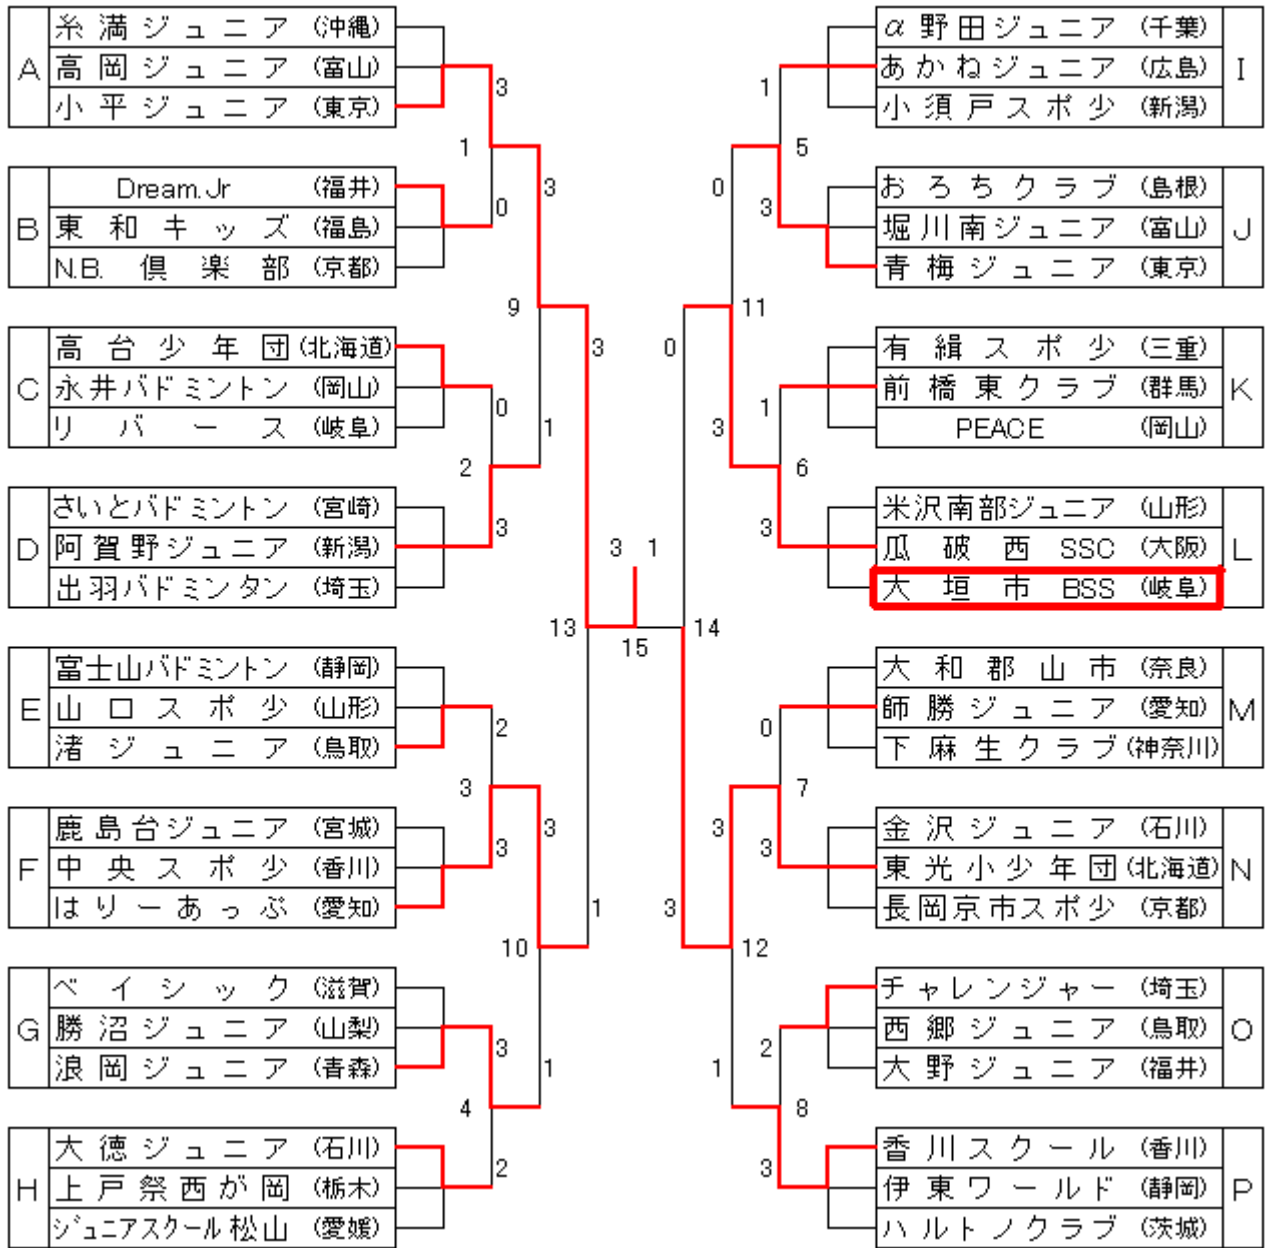 A
糸満ジュニア (沖縄)
高岡ジュニア (富山)
小平ジュニア (東京)
B
Dream.Jr (福井)
東和キッズ (福島)
N.B. 倶楽部 (京都)
C
高台少年団 (北海道)
永井バドミントン (岡山)
リバース (岐阜)
D
さいとバドミントン (宮崎)
阿賀野ジュニア (新潟)
出羽バドミンタン (埼玉)
E
富士山バドミントン (静岡)
山口スポ少 (山形)
渚ジュニア (鳥取)
F
鹿島台ジュニア (宮城)
中央スポ少 (香川)
はりーあっぷ (愛知)
G
ベイシック (滋賀)
勝沼ジュニア (山梨)
浪岡ジュニア (青森)
H
大徳ジュニア (石川)
上戸祭西が岡 (栃木)
ジュニアスクール松山 (愛媛)
3
1
0
3
9
0
2
3
1
3
13
2
3
3
3
10
3
4
2
1
1
3 1
15
14
0
3
1
5
3
0
11
1
6
3
3
0
7
3
3
12
2
8
3
1
α野田ジュニア (千葉)
あかねジュニア (広島)
小須戸スポ少 (新潟)
I
おろちクラブ (島根)
堀川南ジュニア (富山)
青梅ジュニア (東京)
J
有緝スポ少 (三重)
前橋東クラブ (群馬)
PEACE (岡山)
K
米沢南部ジュニア (山形)
瓜破西SSC (大阪)
大垣市BSS (岐阜)
L
大和郡山市 (奈良)
師勝ジュニア (愛知)
下麻生クラブ (神奈川)
M
金沢ジュニア (石川)
東光小少年団 (北海道)
長岡京市スポ少 (京都)
N
チャレンジャー (埼玉)
西郷ジュニア (鳥取)
大野ジュニア (福井)
O
香川スクール (香川)
伊東ワールド (静岡)
ハルトノクラブ (茨城)
P